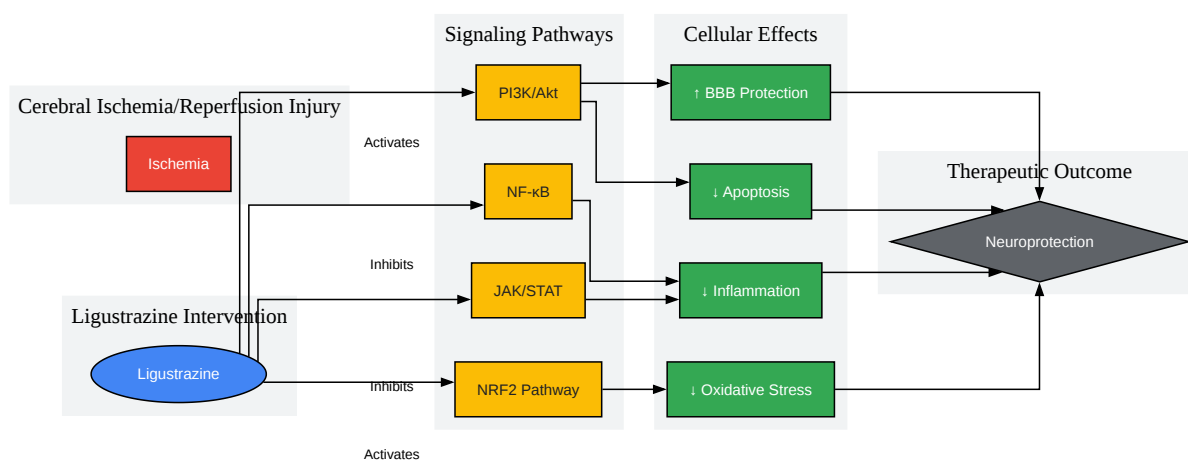 Cerebral Ischemia/Reperfusion Injury
Ischemia
Ligustrazine Intervention
Ligustrazine
Activates
Inhibits
Inhibits
Activates
Signaling Pathways
PI3K/Akt
NF-κB
JAK/STAT
NRF2 Pathway
Cellular Effects
↑ BBB Protection
↓ Apoptosis
↓ Inflammation
↓ Oxidative Stress
Therapeutic Outcome
Neuroprotection